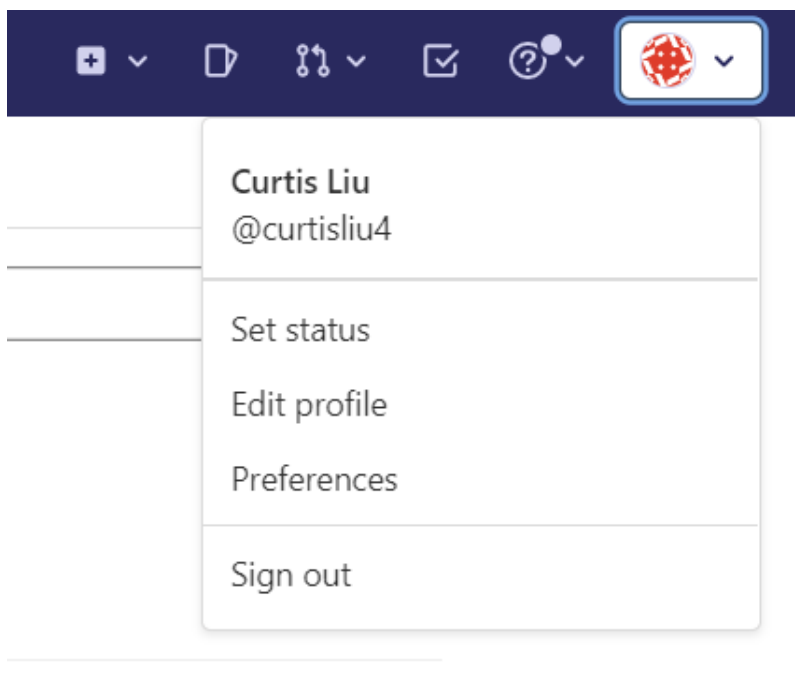 Curtis Liu
@curtisliu4
Set status
Edit profile
Preferences
Sign out